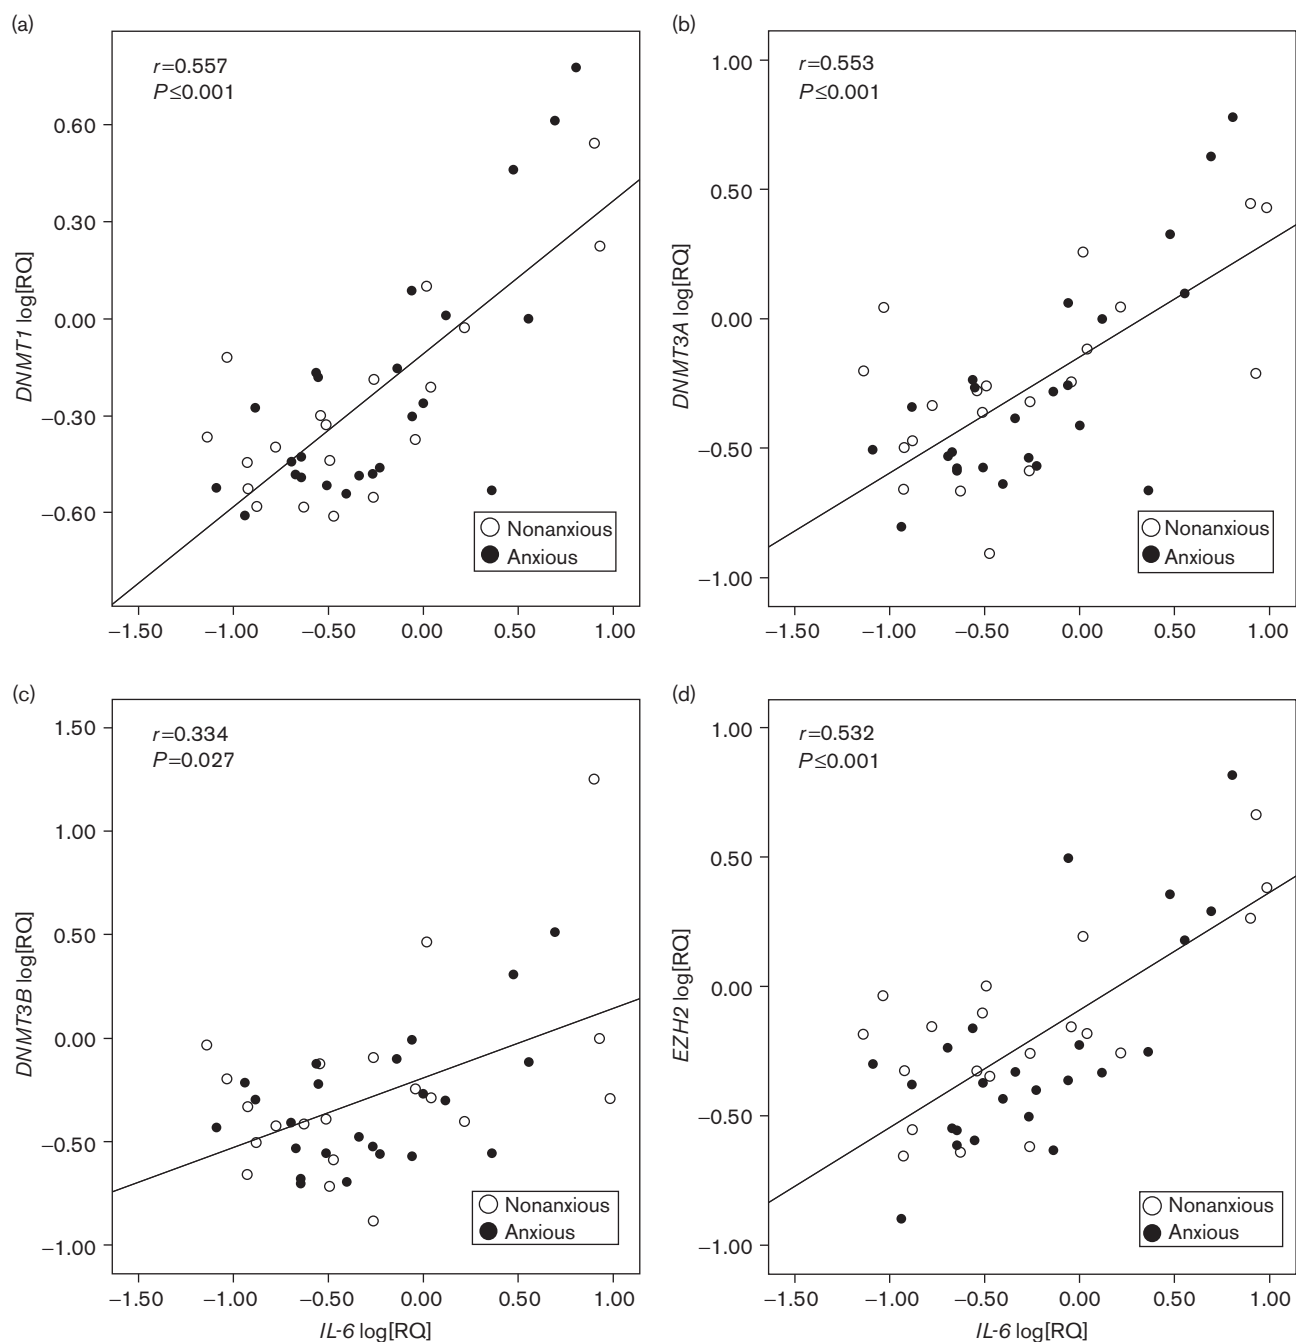 (a)
r=0.557
P≤0.001
0.60
0.30
0.00
−0.30
−0.60
DNMT1 log[RQ]
Nonanxious
Anxious
−1.50 −1.00 −0.50 0.00 0.50 1.00
(b)
r=0.553
P≤0.001
1.00
0.50
0.00
−0.50
−1.00
DNMT3A log[RQ]
Nonanxious
Anxious
−1.50 −1.00 −0.50 0.00 0.50 1.00
(c)
r=0.334
P=0.027
1.50
1.00
0.50
0.00
−0.50
−1.00
DNMT3B log[RQ]
Nonanxious
Anxious
−1.50 −1.00 −0.50 0.00 0.50 1.00
IL-6 log[RQ]
(d)
r=0.532
P≤0.001
1.00
0.50
0.00
−0.50
−1.00
EZH2 log[RQ]
Nonanxious
Anxious
−1.50 −1.00 −0.50 0.00 0.50 1.00
IL-6 log[RQ]